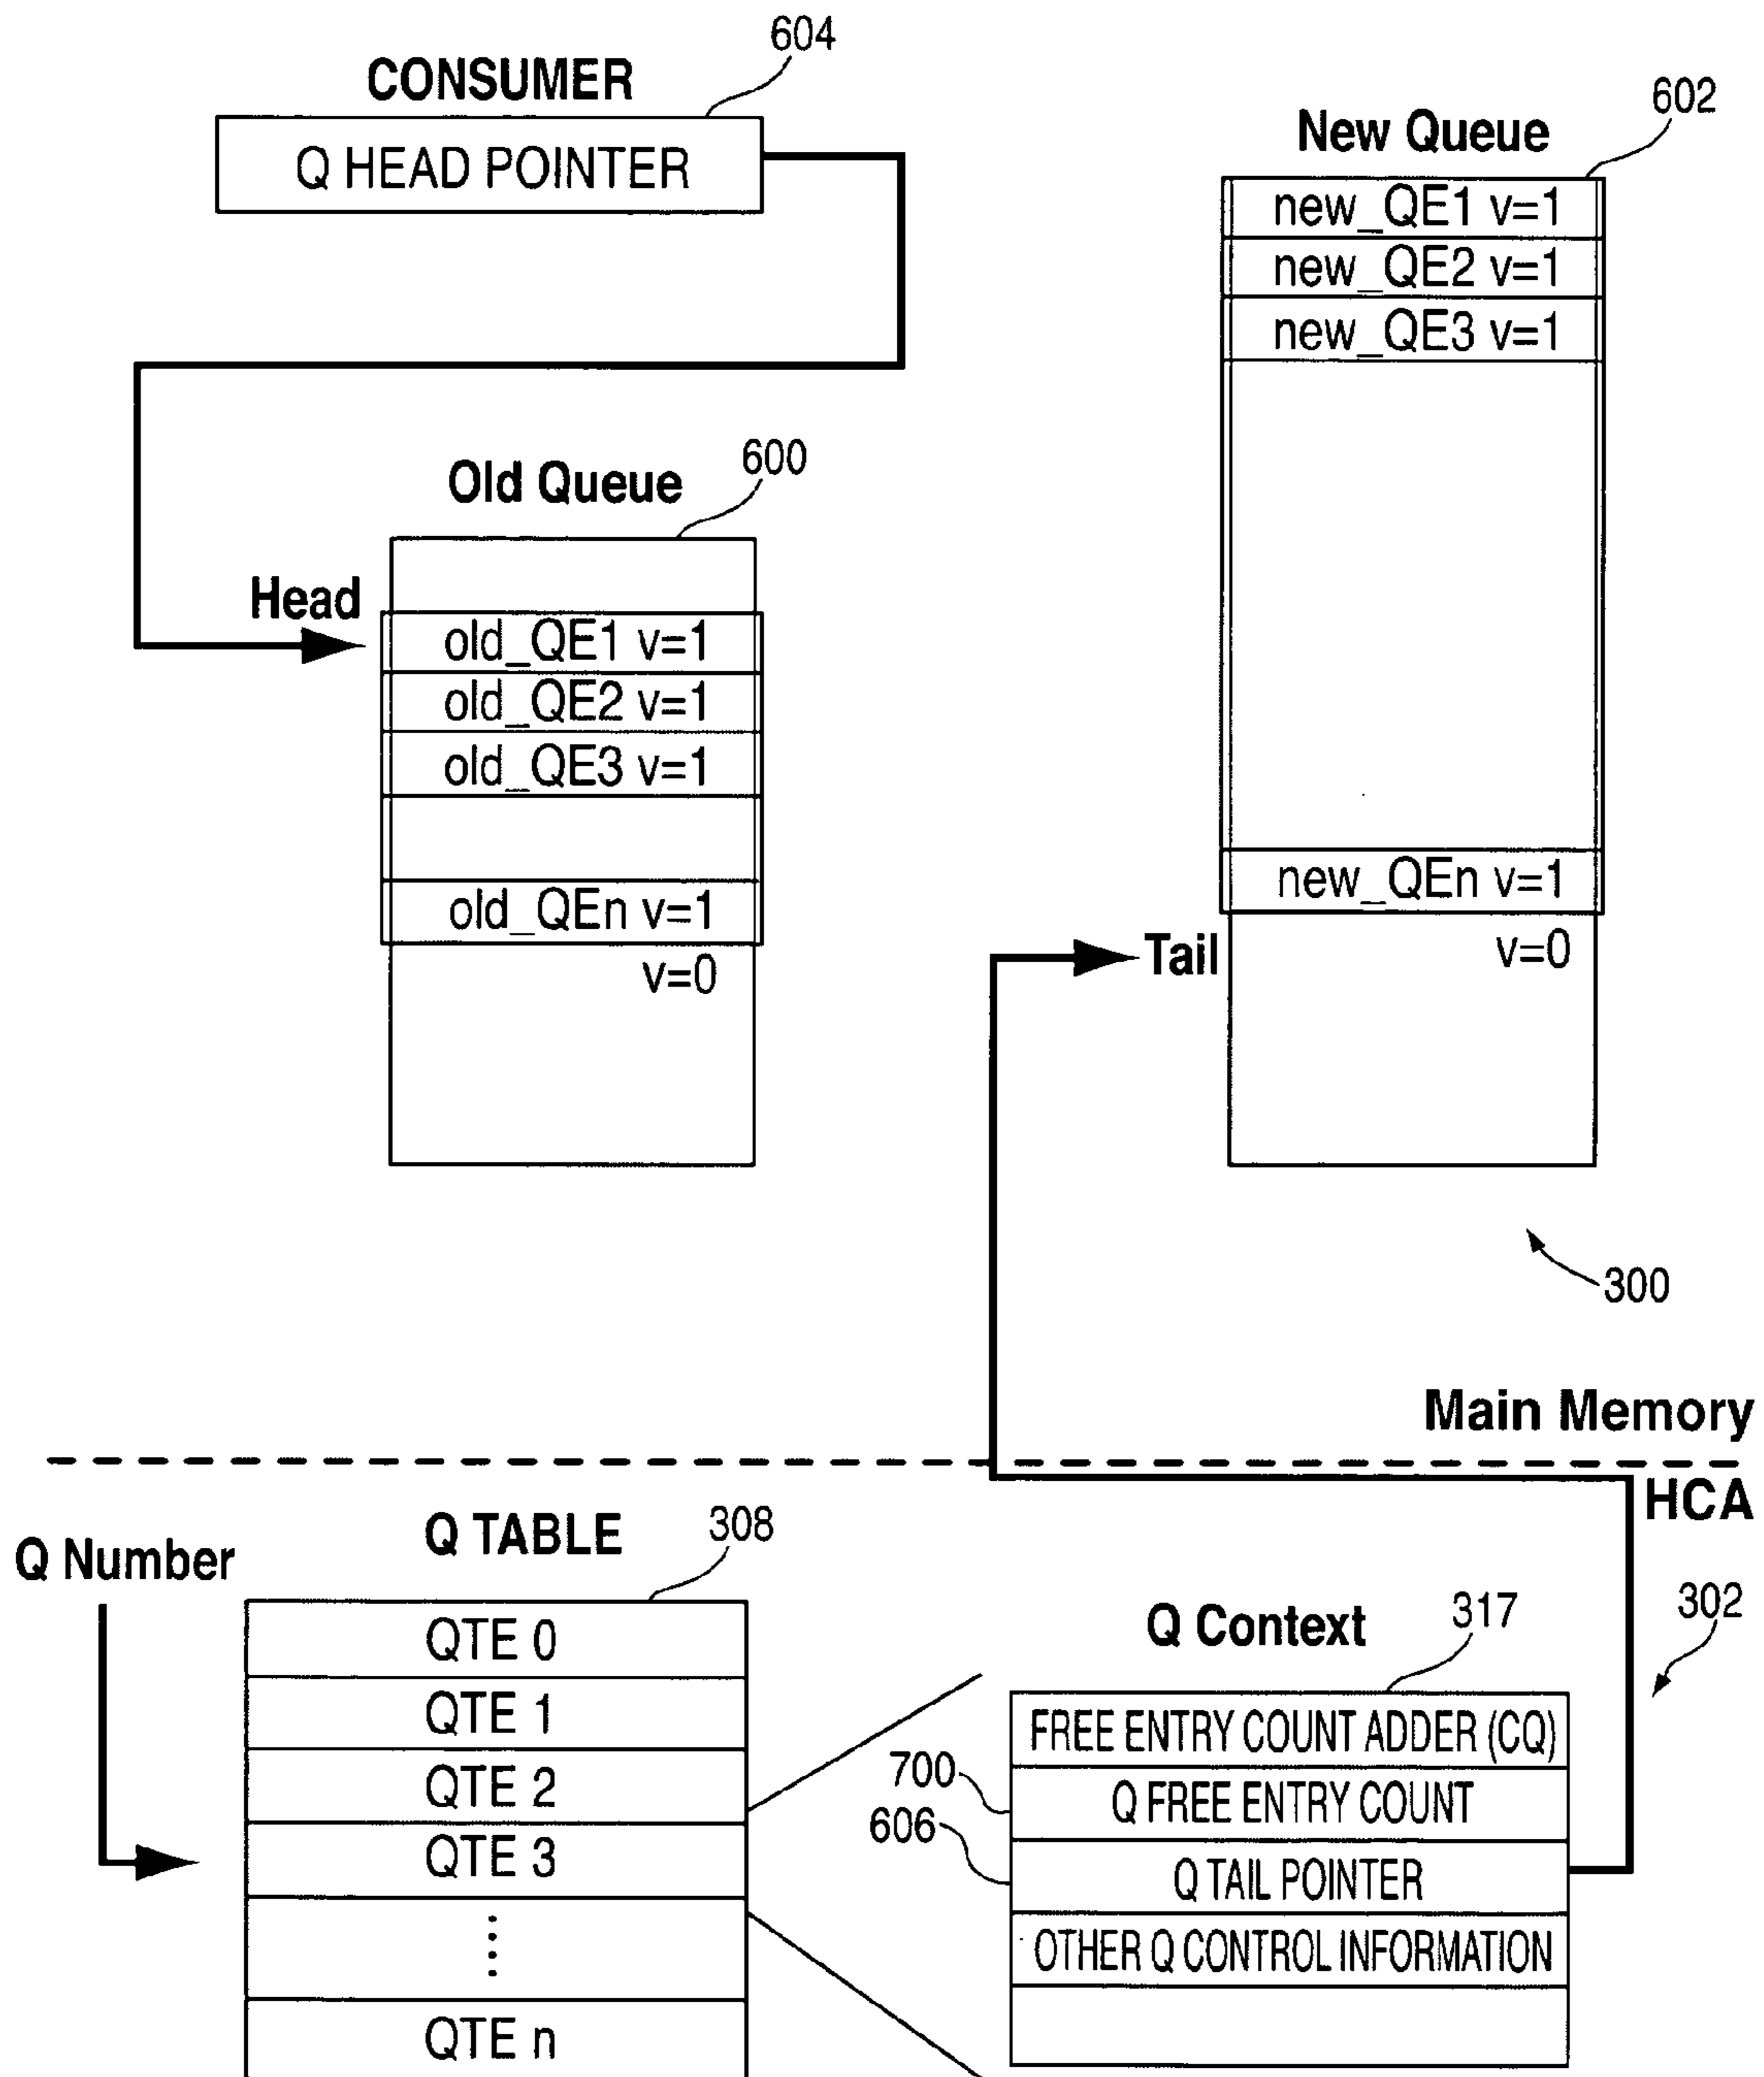 604
CONSUMER
Q HEAD POINTER
602
New Queue
new_QE1 v=1
new_QE2 v=1
new_QE3 v=1
new_QEn v=1
v=0
Tail
600
Old Queue
Head
old_QE1 v=1
old_QE2 v=1
old_QE3 v=1
old_QEn v=1
v=0
300
Main Memory
HCA
Q Number
Q TABLE
308
QTE 0
QTE 1
QTE 2
QTE 3
QTE n
302
Q Context
317
FREE ENTRY COUNT ADDER (CQ)
700
Q FREE ENTRY COUNT
606
Q TAIL POINTER
OTHER Q CONTROL INFORMATION